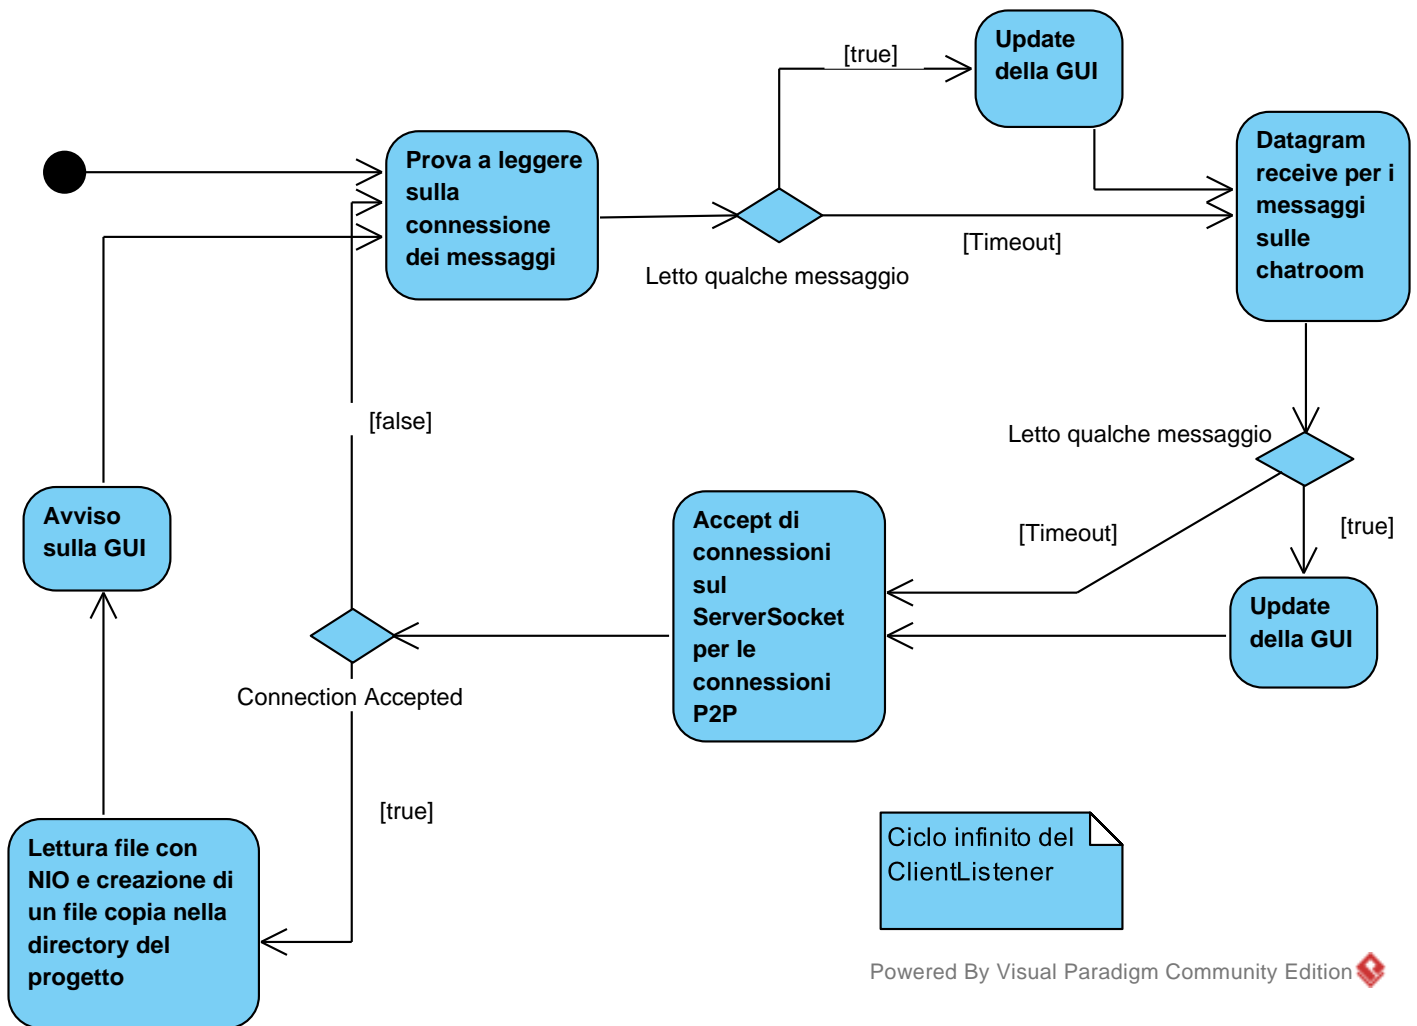 [true]
Update
della GUI
Prova a leggere
sulla
connessione
dei messaggi
Datagram
receive per i
messaggi
sulle
chatroom
[Timeout]
Letto qualche messaggio
[false]
Letto qualche messaggio
Avviso
sulla GUI
Accept di
connessioni
sul
ServerSocket
per le
connessioni
P2P
[Timeout]
[true]
Update
della GUI
Connection Accepted
[true]
Lettura file con
NIO e creazione di
un file copia nella
directory del
progetto
Ciclo infinito del
ClientListener
Powered By Visual Paradigm Community Edition